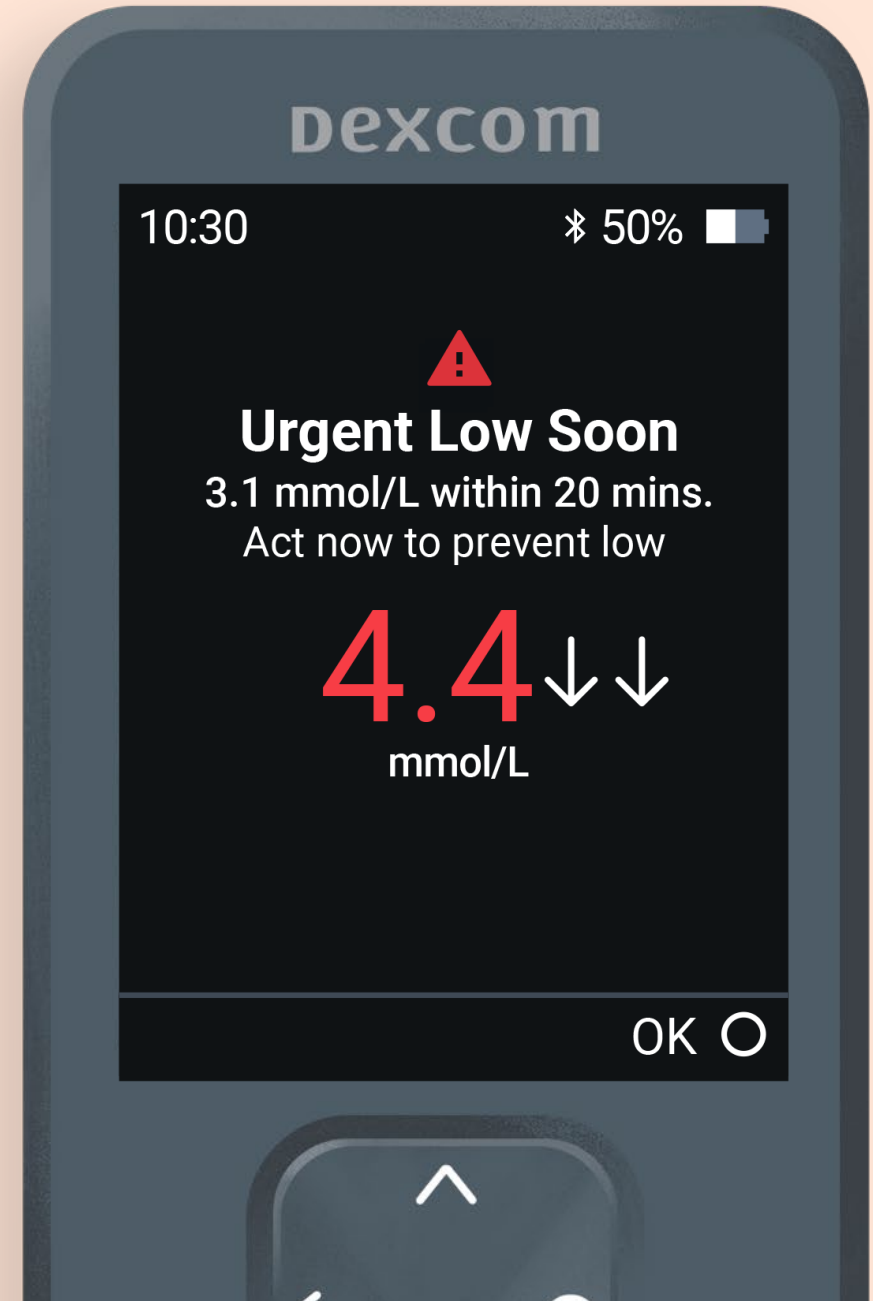 Dexcom
10:30 50%
Urgent Low Soon
3.1 mmol/L within 20 mins.
Act now to prevent low
4.4
mmol/L
OK